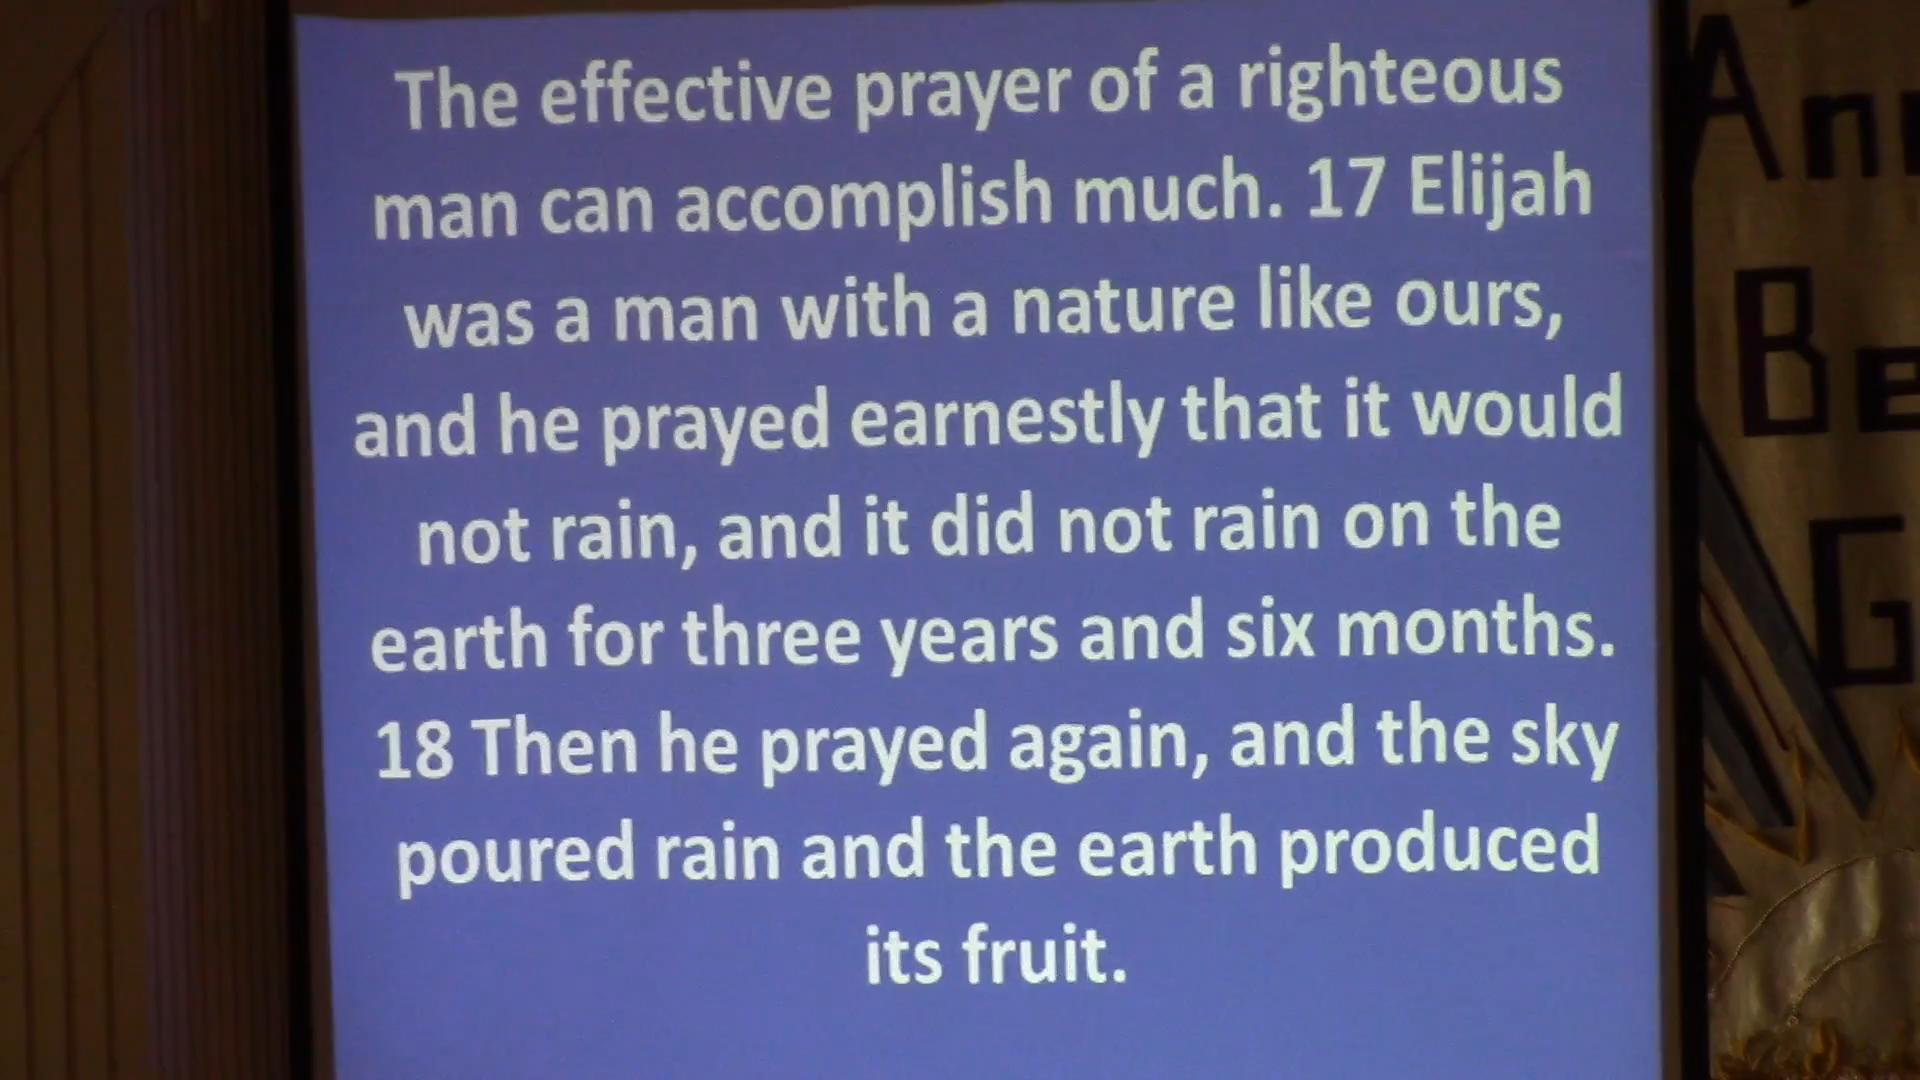 The effective prayer of a righteous
man can accomplish much. 17 Elijah
was a man with a nature like ours,
and he prayed earnestly that it would
not rain, and it did not rain on the
earth for three years and six months.
18 Then he prayed again, and the sky
poured rain and the earth produced
its fruit.